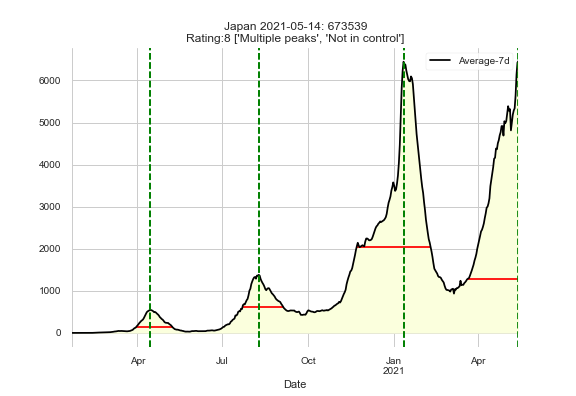 Japan 2021-05-14: 673539
Rating:8 ['Multiple peaks', 'Not in control']
Average-7d
6000
5000
4000
3000
2000
1000
0
Apr
Jul
Oct
Jan
2021
Apr
Date